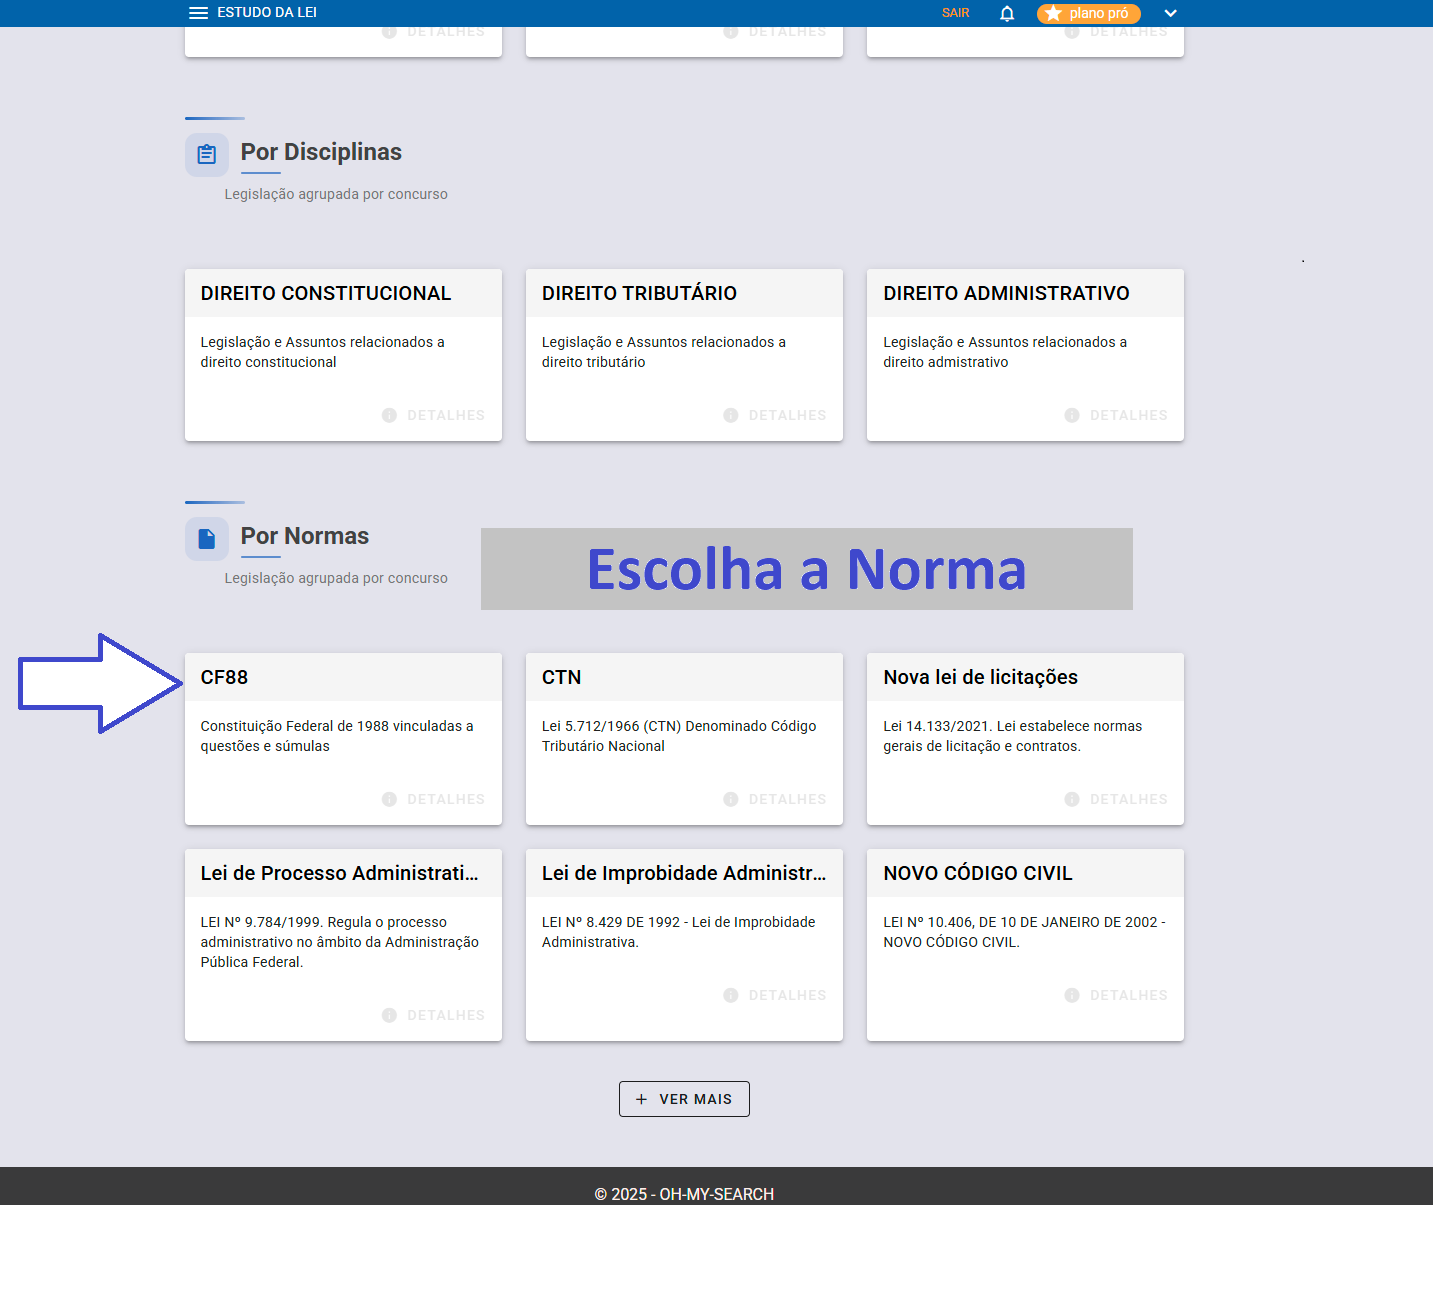 ESTUDO DA LEI
SAIR
plano pró
DETALHES
DETALHES
DETALHES
Por Disciplinas
Legislação agrupada por concurso
.
DIREITO CONSTITUCIONAL
Legislação e Assuntos relacionados a
direito constitucional
DETALHES
DIREITO TRIBUTÁRIO
Legislação e Assuntos relacionados a
direito tributário
DETALHES
DIREITO ADMINISTRATIVO
Legislação e Assuntos relacionados a
direito admistrativo
DETALHES
Por Normas
Legislação agrupada por concurso
Escolha a Norma
CF88
Constituição Federal de 1988 vinculadas a
questões e súmulas
DETALHES
CTN
Lei 5.712/1966 (CTN) Denominado Código
Tributário Nacional
DETALHES
Nova lei de licitações
Lei 14.133/2021. Lei estabelece normas
gerais de licitação e contratos.
DETALHES
Lei de Processo Administrati...
LEI Nº 9.784/1999. Regula o processo
administrativo no âmbito da Administração
Pública Federal.
DETALHES
Lei de Improbidade Administr...
LEI Nº 8.429 DE 1992 - Lei de Improbidade
Administrativa.
DETALHES
NOVO CÓDIGO CIVIL
LEI Nº 10.406, DE 10 DE JANEIRO DE 2002 -
NOVO CÓDIGO CIVIL.
DETALHES
+ VER MAIS
© 2025 - OH-MY-SEARCH